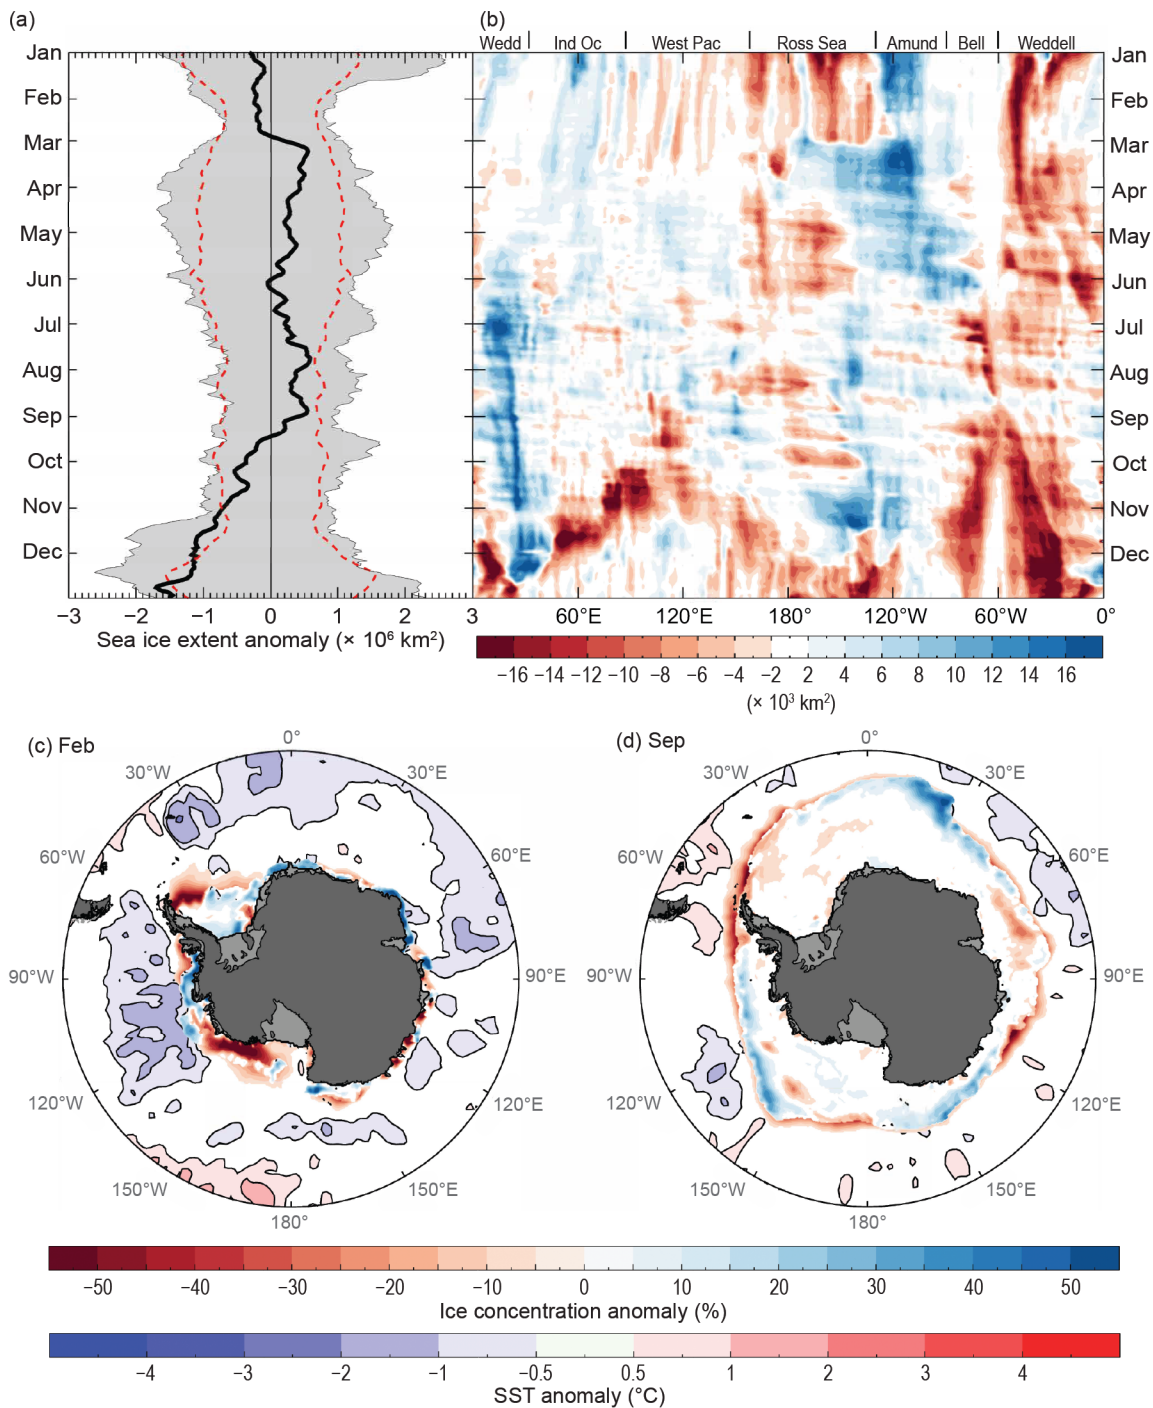 (a)
(b)
Wedd Ind Oc West Pac Ross Sea Amund Bell Weddell
Jan
Feb
Mar
Apr
May
Jun
Jul
Aug
Sep
Oct
Nov
Dec
Jan
Feb
Mar
Apr
May
Jun
Jul
Aug
Sep
Oct
Nov
Dec
−3 −2 −1 0 1 2 3 60°E 120°E 180° 120°W 60°W 0°
Sea ice extent anomaly (× 10⁶ km²)
−16 −14 −12 −10 −8 −6 −4 −2 2 4 6 8 10 12 14 16
(× 10³ km²)
(c) Feb
0°
30°W
30°E
60°W
60°E
90°W
90°E
120°W
120°E
150°W
150°E
180°
(d) Sep
0°
30°W
30°E
60°W
60°E
90°W
90°E
120°W
120°E
150°W
150°E
180°
−50 −40 −30 −20 −10 0 10 20 30 40 50
Ice concentration anomaly (%)
−4 −3 −2 −1 −0.5 0.5 1 2 3 4
SST anomaly (°C)